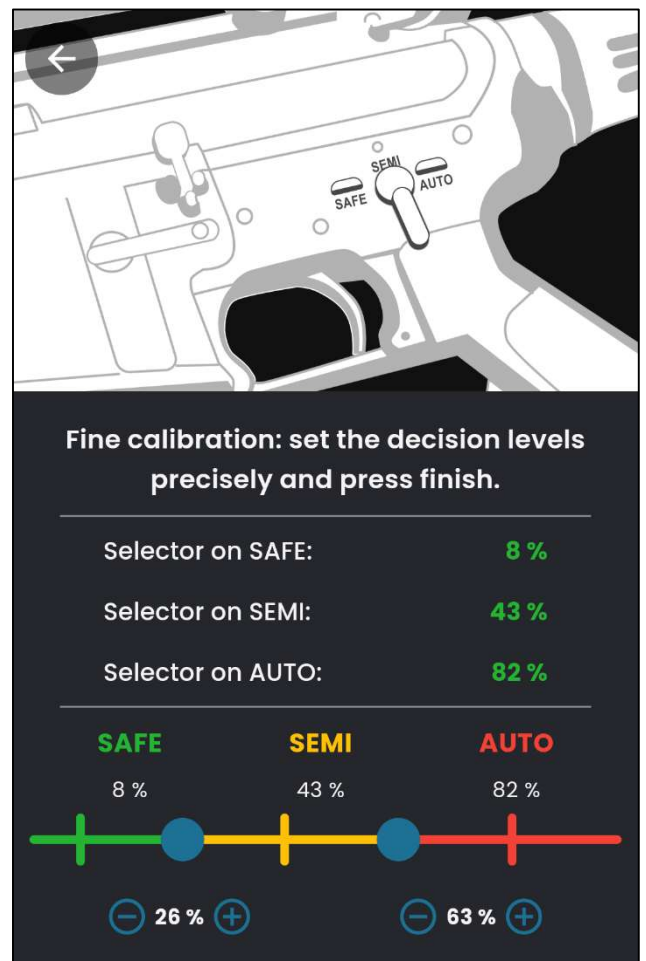 SEMI
SAFE
AUTO
Fine calibration: set the decision levels
precisely and press finish.
Selector on SAFE: 8 %
Selector on SEMI: 43 %
Selector on AUTO: 82 %
SAFE SEMI AUTO
8 % 43 % 82 %
26 % 63 %